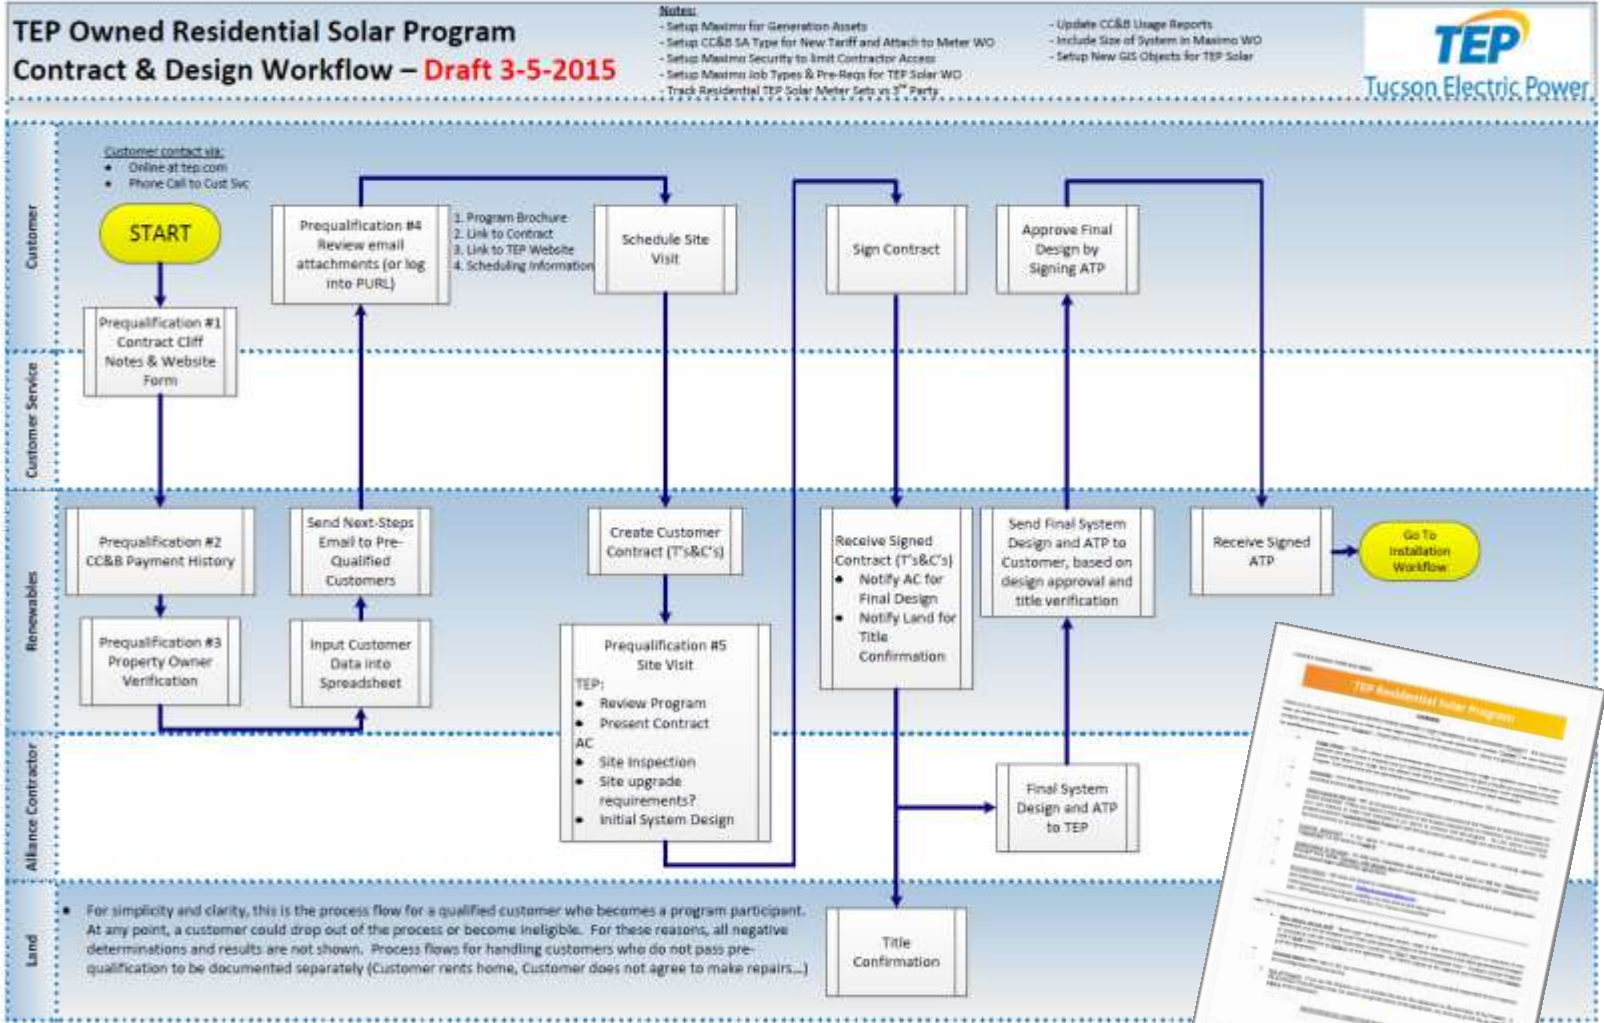 TEP Owned Residential Solar Program
Contract & Design Workflow – Draft 3-5-2015
Notes:
- Setup Maximo for Generation Assets
- Setup CC&B SA Type for New Tariff and Attach to Meter WO
- Setup Maximo Security to limit Contractor Access
- Setup Maximo Job Types & Pre-Reqs for TEP Solar WO
- Track Residential TEP Solar Meter Sets vs 3rd Party
- Update CC&B Usage Reports
- Include Size of System in Maximo WO
- Setup New GIS Objects for TEP Solar
TEP
Tucson Electric Power
Customer
Customer contact via:
• Online at tep.com
• Phone Call to Cust Svc
START
Prequalification #1
Contract Cliff
Notes & Website
Form
Prequalification #4
Review email
attachments (or log
into PURL)
1. Program Brochure
2. Link to Contract
3. Link to TEP Website
4. Scheduling Information
Schedule Site
Visit
Sign Contract
Approve Final
Design by
Signing ATP
Customer Service
Renewables
Prequalification #2
CC&B Payment History
Send Next-Steps
Email to Pre-
Qualified
Customers
Create Customer
Contract (T's&C's)
Receive Signed
Contract (T's&C's)
• Notify AC for
Final Design
• Notify Land for
Title
Confirmation
Send Final System
Design and ATP to
Customer, based on
design approval and
title verification
Receive Signed
ATP
Go To
Installation
Workflow
Prequalification #3
Property Owner
Verification
Input Customer
Data into
Spreadsheet
Prequalification #5
Site Visit
TEP:
• Review Program
• Present Contract
AC
• Site Inspection
• Site upgrade
requirements?
• Initial System Design
Alliance Contractor
Final System
Design and ATP
to TEP
Land
• For simplicity and clarity, this is the process flow for a qualified customer who becomes a program participant.
At any point, a customer could drop out of the process or become ineligible. For these reasons, all negative
determinations and results are not shown. Process flows for handling customers who do not pass pre-
qualification to be documented separately (Customer rents home, Customer does not agree to make repairs...)
Title
Confirmation
TEP Residential Solar Program